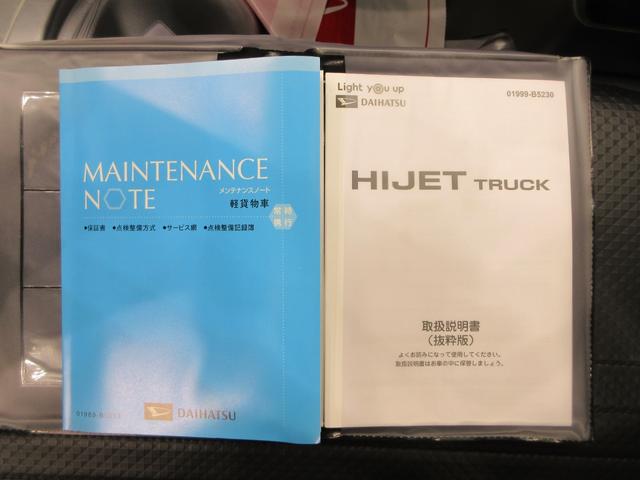 MAINTENANCE
NOTE
メンテナンスノート
軽貨物車
常時
携行
●保証書 ●点検整備方式 ●サービス網 ●点検整備記録簿
DAIHATSU
Light you up
DAIHATSU
01999-B5230
HIJET TRUCK
取扱説明書
(抜粋版)
よくお読みになって使用してください。
取扱説明書はお車の中に保管しましょう。